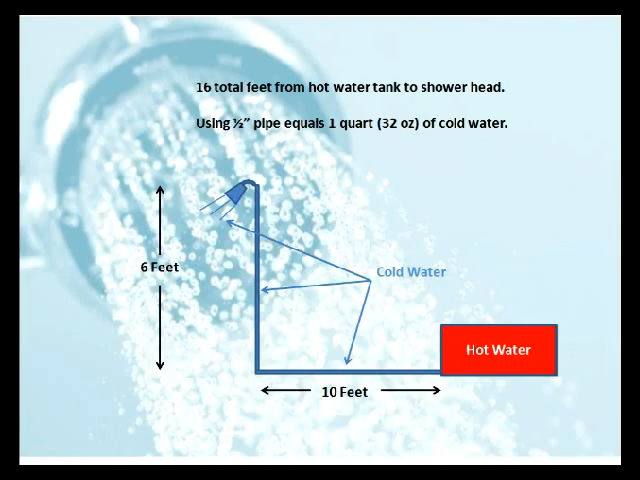 16 total feet from hot water tank to shower head.
Using ½” pipe equals 1 quart (32 oz) of cold water.
6 Feet
Cold Water
Hot Water
10 Feet